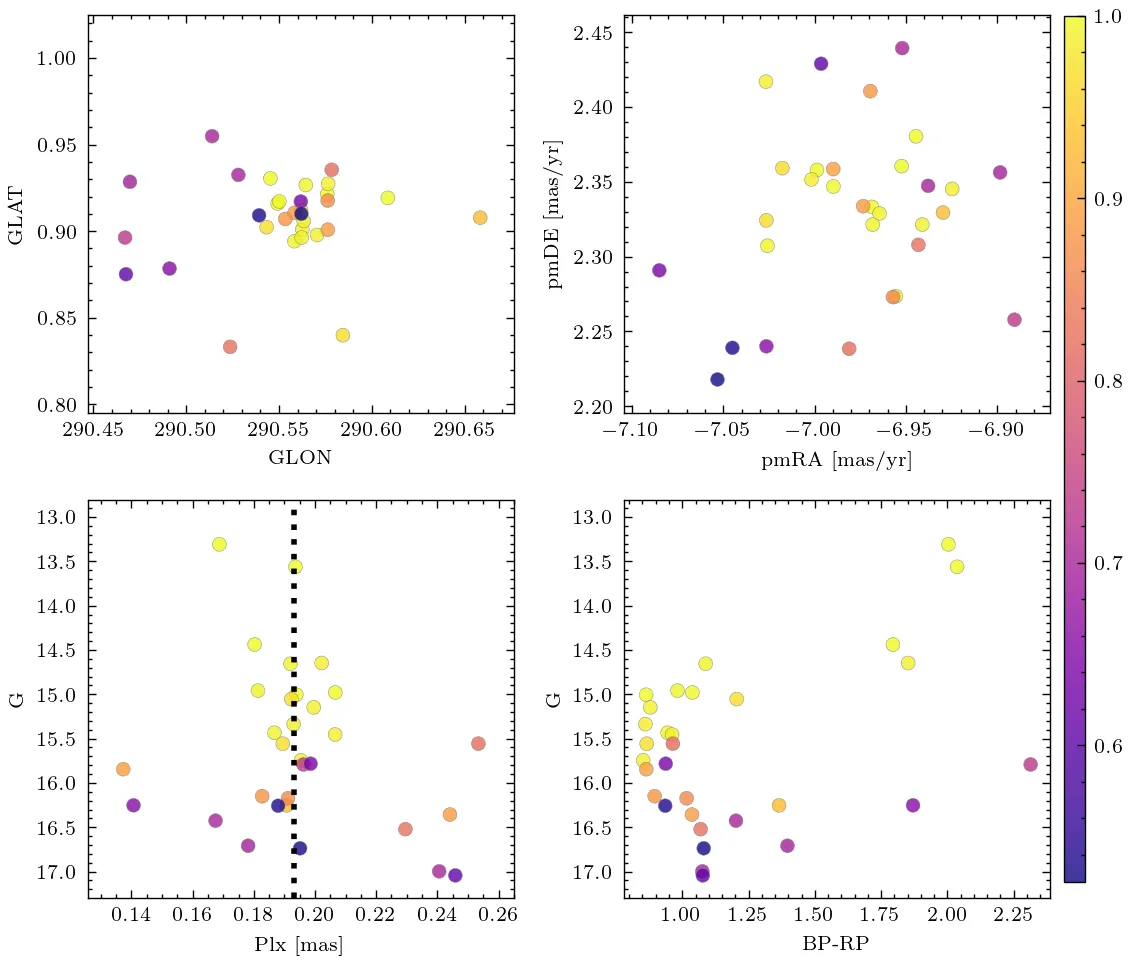 1.00
0.95
0.90
0.85
0.80
GLAT
290.45 290.50 290.55 290.60 290.65
GLON
2.45
2.40
2.35
2.30
2.25
2.20
pmDE [mas/yr]
−7.10 −7.05 −7.00 −6.95 −6.90
pmRA [mas/yr]
1.0
0.9
0.8
0.7
0.6
13.0
13.5
14.0
14.5
15.0
15.5
16.0
16.5
17.0
G
0.14 0.16 0.18 0.20 0.22 0.24 0.26
Plx [mas]
13.0
13.5
14.0
14.5
15.0
15.5
16.0
16.5
17.0
G
1.00 1.25 1.50 1.75 2.00 2.25
BP-RP